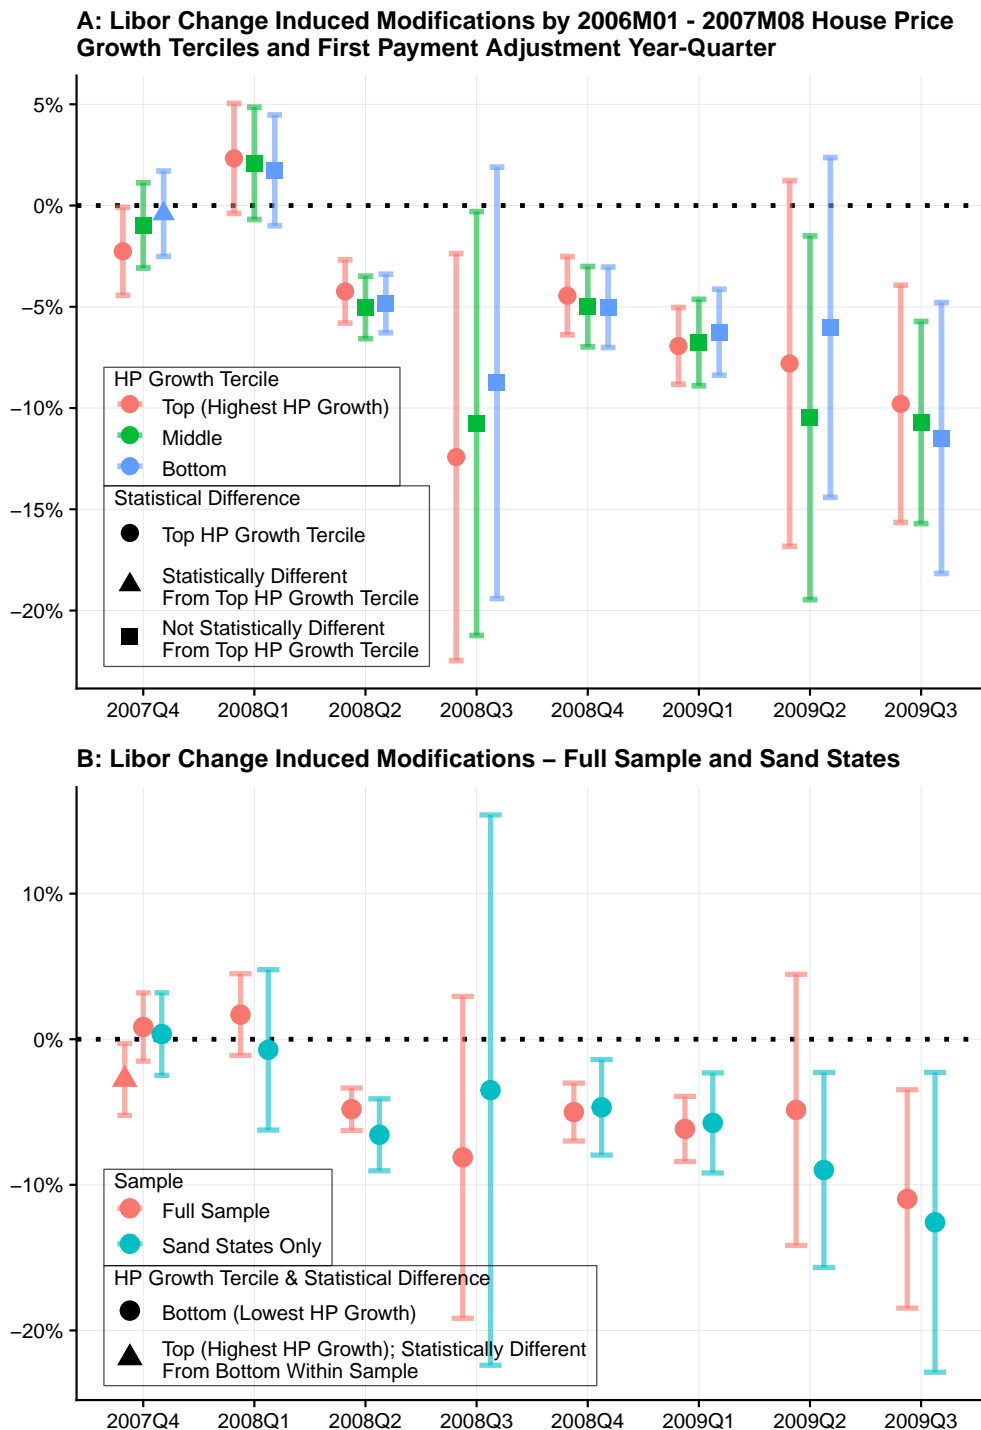 A: Libor Change Induced Modifications by 2006M01 - 2007M08 House Price
Growth Terciles and First Payment Adjustment Year-Quarter
5%
0%
−5%
−10%
−15%
−20%
HP Growth Tercile
Top (Highest HP Growth)
Middle
Bottom
Statistical Difference
Top HP Growth Tercile
Statistically Different
From Top HP Growth Tercile
Not Statistically Different
From Top HP Growth Tercile
2007Q4 2008Q1 2008Q2 2008Q3 2008Q4 2009Q1 2009Q2 2009Q3
B: Libor Change Induced Modifications – Full Sample and Sand States
10%
0%
−10%
−20%
Sample
Full Sample
Sand States Only
HP Growth Tercile & Statistical Difference
Bottom (Lowest HP Growth)
Top (Highest HP Growth); Statistically Different
From Bottom Within Sample
2007Q4 2008Q1 2008Q2 2008Q3 2008Q4 2009Q1 2009Q2 2009Q3